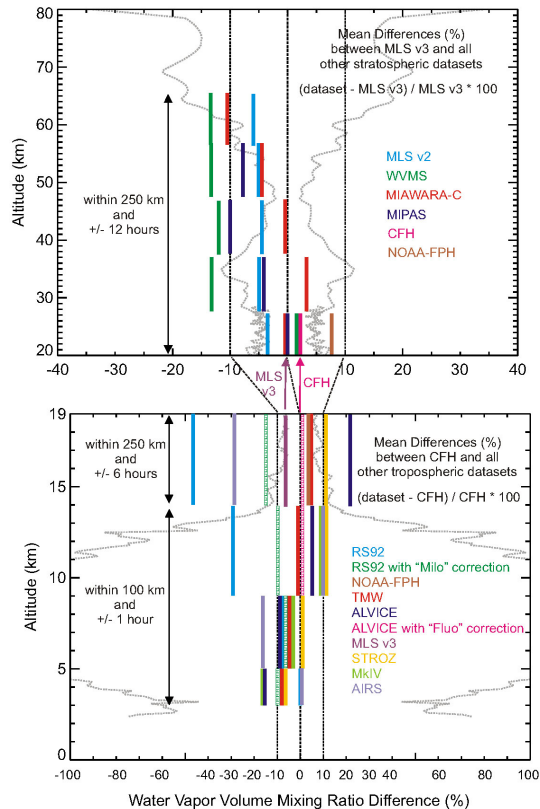 80
70
60
50
40
30
20
Altitude (km)
Mean Differences (%)
between MLS v3 and all
other stratospheric datasets
(dataset - MLS v3) / MLS v3 * 100
within 250 km
and
+/- 12 hours
MLS v2
WVMS
MIAWARA-C
MIPAS
CFH
NOAA-FPH
-40 -30 -20 -10 0 10 20 30 40
MLS
v3
CFH
19
15
10
5
0
Altitude (km)
within 250 km
and
+/- 6 hours
Mean Differences (%)
between CFH and all
other tropospheric datasets
(dataset - CFH) / CFH * 100
within 100 km
and
+/- 1 hour
RS92
RS92 with "Milo" correction
NOAA-FPH
TMW
ALVICE
ALVICE with "Fluo" correction
MLS v3
STROZ
MkIV
AIRS
-100 -80 -60 -40 -30 -20 -10 0 10 20 40 60 80 100
Water Vapor Volume Mixing Ratio Difference (%)